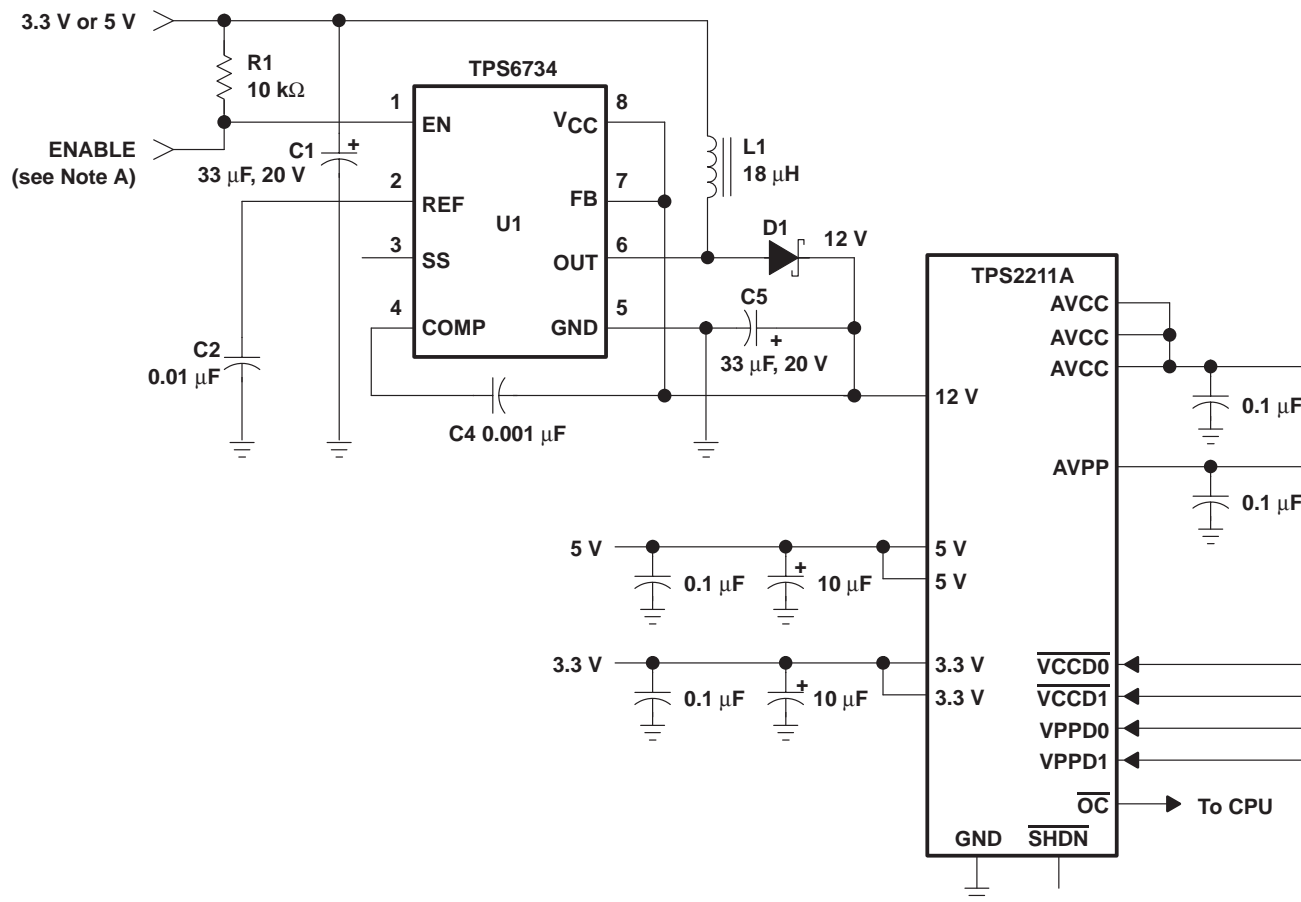 3.3 V or 5 V
R1
10 kΩ
ENABLE
(see Note A)
C1
+
33 μF, 20 V
C2
0.01 μF
TPS6734
1
EN
2
REF
3
SS
4
COMP
U1
8
VCC
7
FB
6
OUT
5
GND
C4 0.001 μF
L1
18 μH
D1
12 V
C5
+
33 μF, 20 V
TPS2211A
AVCC
AVCC
AVCC
0.1 μF
12 V
AVPP
0.1 μF
5 V
0.1 μF
+
10 μF
5 V
5 V
3.3 V
0.1 μF
+
10 μF
3.3 V
3.3 V
VCCD0
VCCD1
VPPD0
VPPD1
OC
To CPU
GND
SHDN